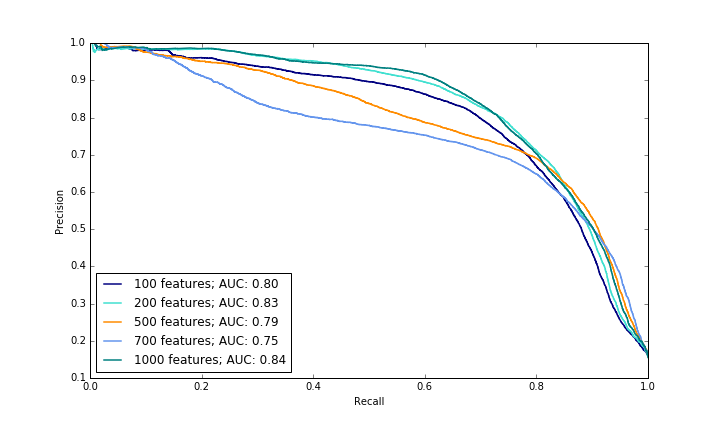 1.0
0.9
0.8
0.7
0.6
0.5
0.4
0.3
0.2
0.1
Precision
100 features; AUC: 0.80
200 features; AUC: 0.83
500 features; AUC: 0.79
700 features; AUC: 0.75
1000 features; AUC: 0.84
0.0 0.2 0.4 0.6 0.8 1.0
Recall